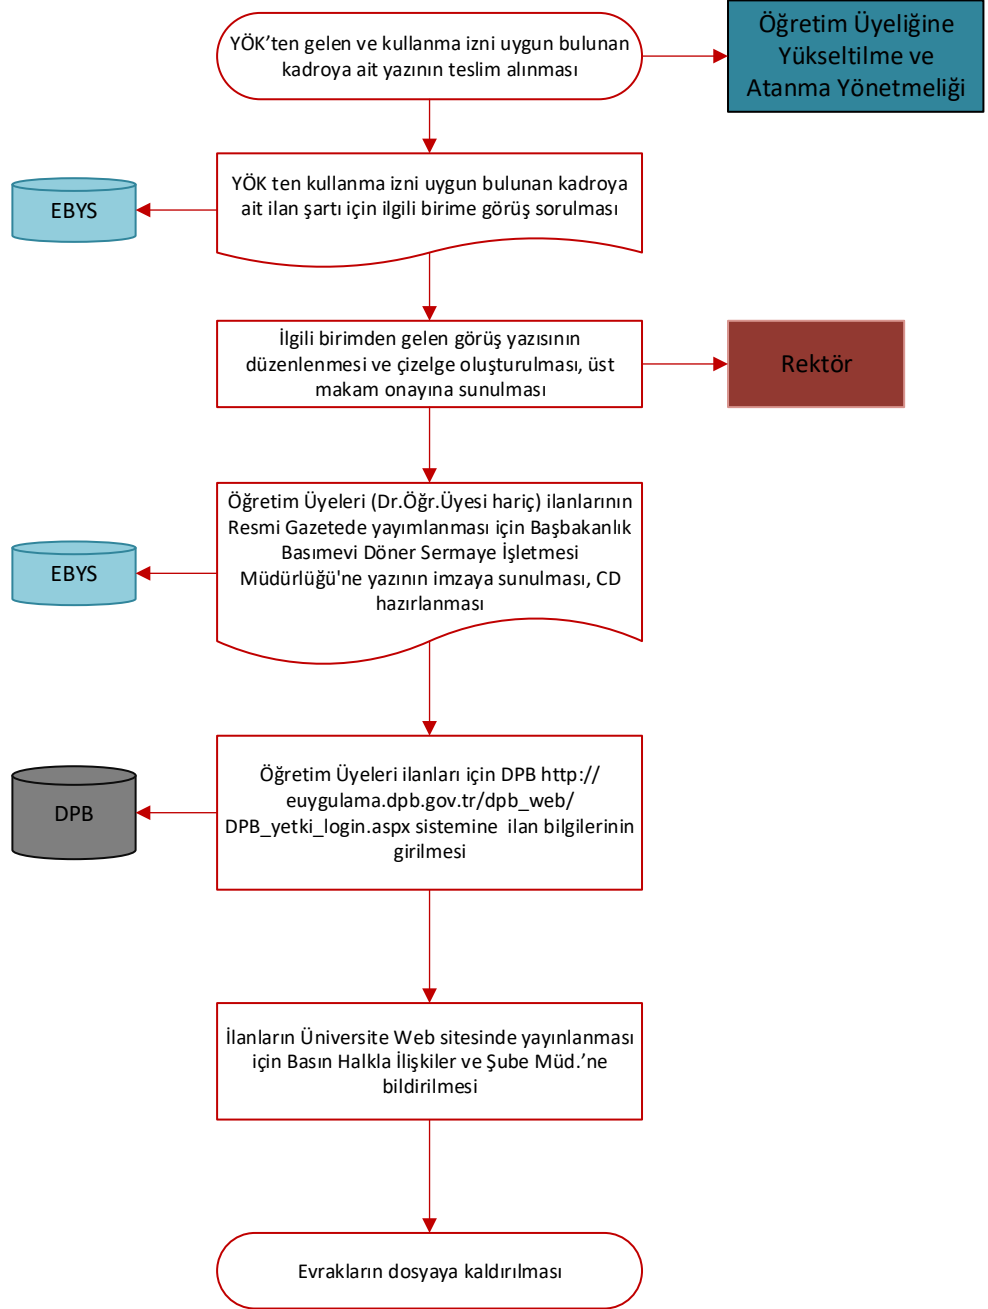 YÖK’ten gelen ve kullanma izni uygun bulunan
kadroya ait yazının teslim alınması
Öğretim Üyeliğine
Yükseltilme ve
Atanma Yönetmeliği
EBYS
YÖK ten kullanma izni uygun bulunan kadroya
ait ilan şartı için ilgili birime görüş sorulması
İlgili birimden gelen görüş yazısının
düzenlenmesi ve çizelge oluşturulması, üst
makam onayına sunulması
Rektör
EBYS
Öğretim Üyeleri (Dr.Öğr.Üyesi hariç) ilanlarının
Resmi Gazetede yayımlanması için Başbakanlık
Basımevi Döner Sermaye İşletmesi
Müdürlüğü'ne yazının imzaya sunulması, CD
hazırlanması
DPB
Öğretim Üyeleri ilanları için DPB http://
euygulama.dpb.gov.tr/dpb_web/
DPB_yetki_login.aspx sistemine  ilan bilgilerinin
girilmesi
İlanların Üniversite Web sitesinde yayınlanması
için Basın Halkla İlişkiler ve Şube Müd.’ne
bildirilmesi
Evrakların dosyaya kaldırılması